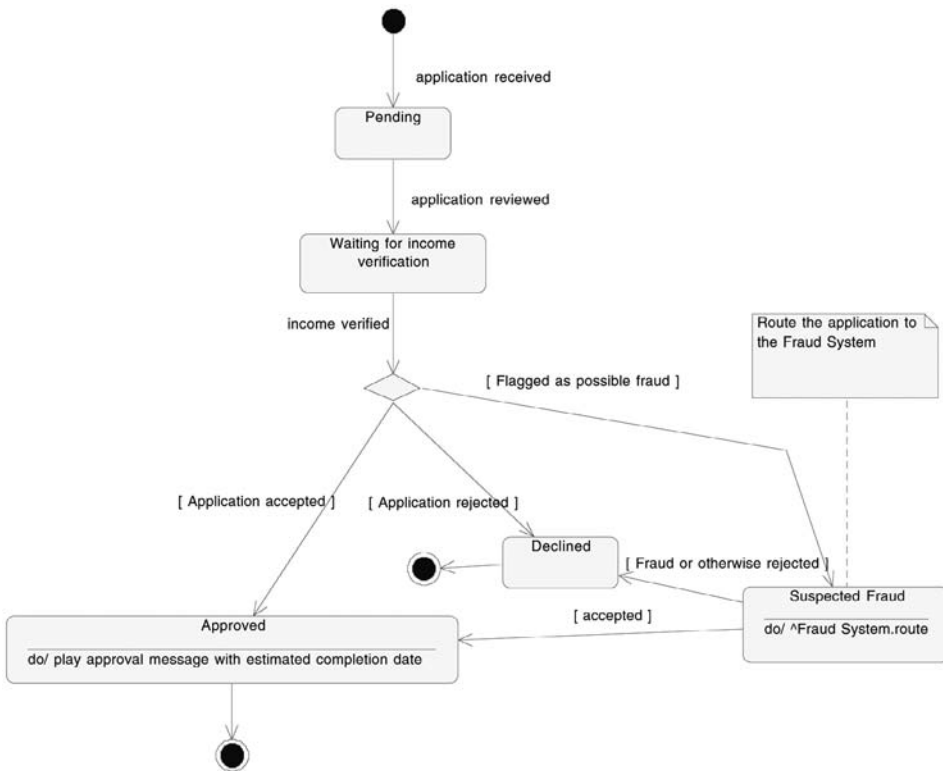 application received
Pending
application reviewed
Waiting for income
verification
income verified
Route the application to
the Fraud System
[ Flagged as possible fraud ]
[ Application accepted ]
[ Application rejected ]
Declined
[ Fraud or otherwise rejected ]
Suspected Fraud
do/ ^Fraud System.route
[ accepted ]
Approved
do/ play approval message with estimated completion date